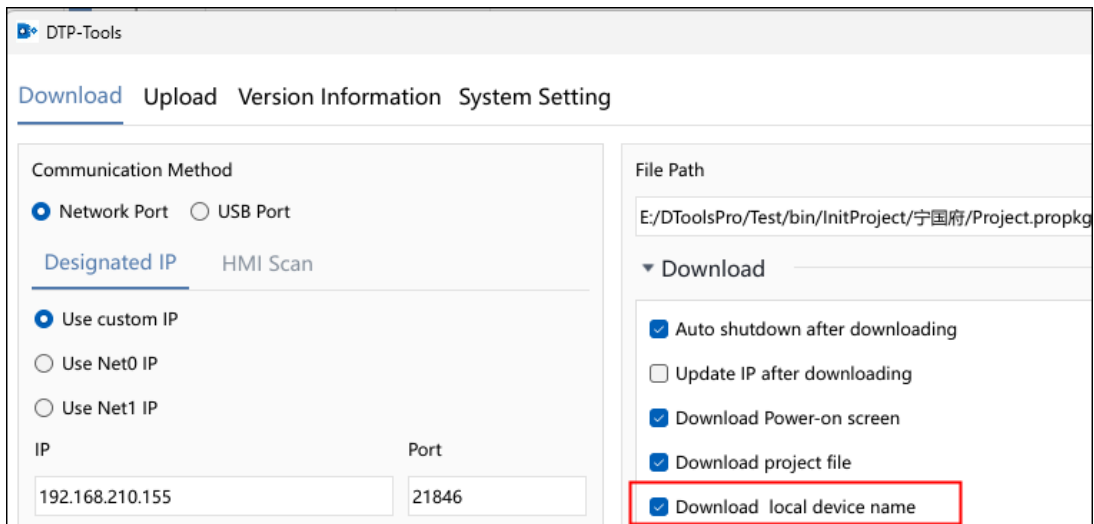 DTP-Tools
Download Upload Version Information System Setting
Communication Method
Network Port USB Port
Designated IP HMI Scan
Use custom IP
Use Net0 IP
Use Net1 IP
IP Port
192.168.210.155 21846
File Path
E:/DToolsPro/Test/bin/InitProject/宁国府/Project.propkg
Download
Auto shutdown after downloading
Update IP after downloading
Download Power-on screen
Download project file
Download  local device name